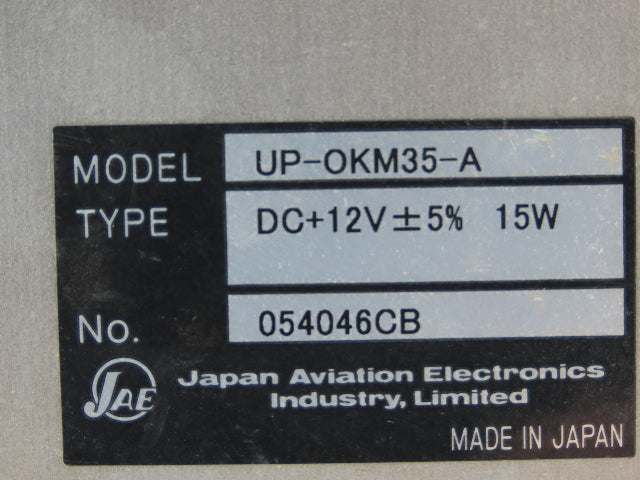 MODEL UP-OKM35-A
TYPE DC+12V±5% 15W
No. 054046CB
JAE Japan Aviation Electronics
Industry, Limited
MADE IN JAPAN